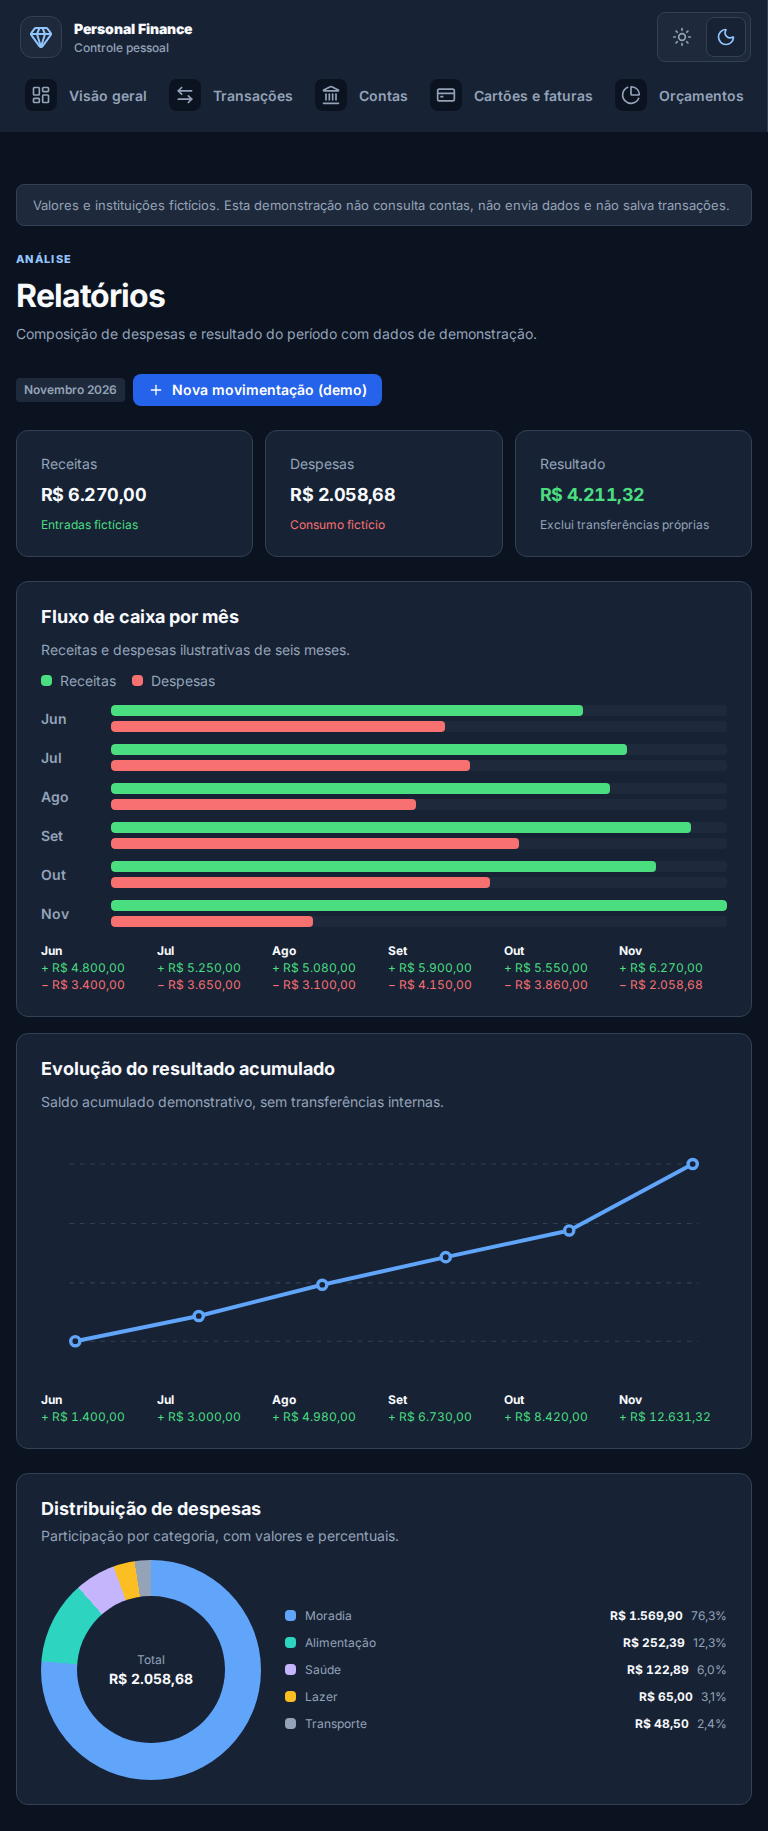 Personal Finance
Controle pessoal
Visão geral
Transações
Contas
Cartões e faturas
Orçamentos
Valores e instituições fictícios. Esta demonstração não consulta contas, não envia dados e não salva transações.
ANÁLISE
Relatórios
Composição de despesas e resultado do período com dados de demonstração.
Novembro 2026
Nova movimentação (demo)
Receitas
R$ 6.270,00
Entradas fictícias
Despesas
R$ 2.058,68
Consumo fictício
Resultado
R$ 4.211,32
Exclui transferências próprias
Fluxo de caixa por mês
Receitas e despesas ilustrativas de seis meses.
Receitas
Despesas
Jun
Jul
Ago
Set
Out
Nov
Jun
+ R$ 4.800,00
− R$ 3.400,00
Jul
+ R$ 5.250,00
− R$ 3.650,00
Ago
+ R$ 5.080,00
− R$ 3.100,00
Set
+ R$ 5.900,00
− R$ 4.150,00
Out
+ R$ 5.550,00
− R$ 3.860,00
Nov
+ R$ 6.270,00
− R$ 2.058,68
Evolução do resultado acumulado
Saldo acumulado demonstrativo, sem transferências internas.
Jun
+ R$ 1.400,00
Jul
+ R$ 3.000,00
Ago
+ R$ 4.980,00
Set
+ R$ 6.730,00
Out
+ R$ 8.420,00
Nov
+ R$ 12.631,32
Distribuição de despesas
Participação por categoria, com valores e percentuais.
Total
R$ 2.058,68
Moradia R$ 1.569,90 76,3%
Alimentação R$ 252,39 12,3%
Saúde R$ 122,89 6,0%
Lazer R$ 65,00 3,1%
Transporte R$ 48,50 2,4%